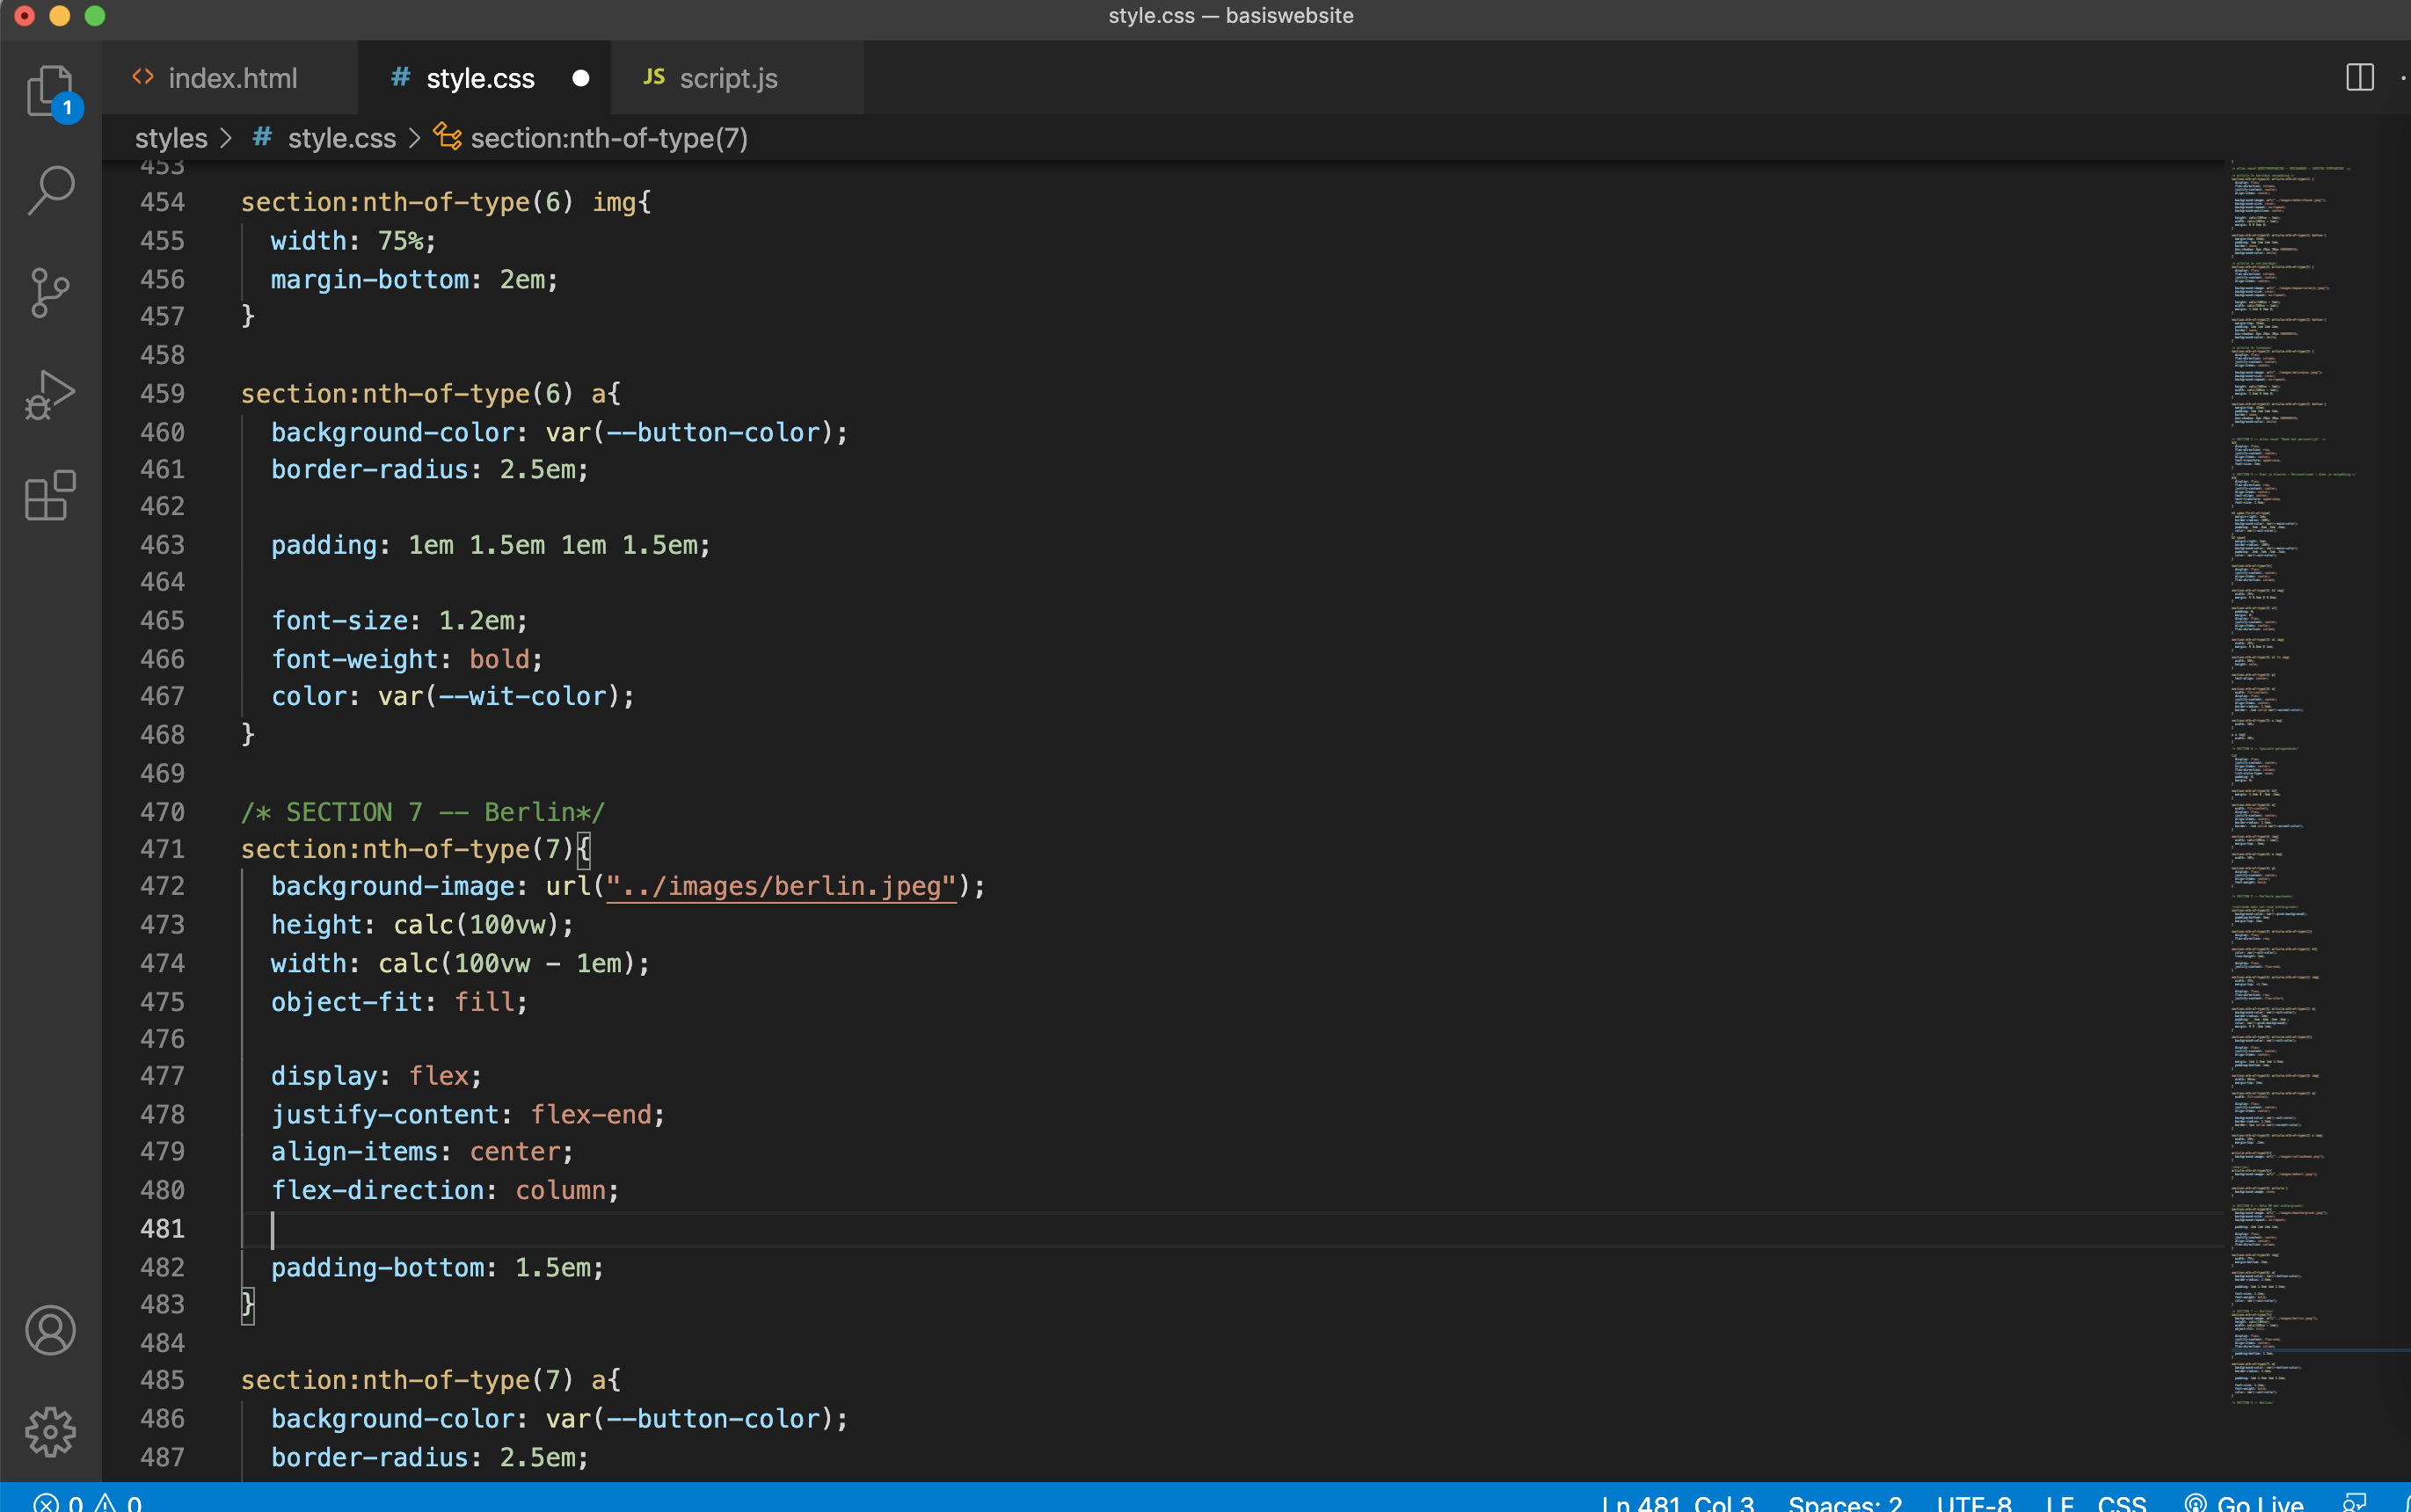 style.css — basiswebsite
index.html
# style.css
JS script.js
1
styles > # style.css > section:nth-of-type(7)
453
454 section:nth-of-type(6) img{
455 width: 75%;
456 margin-bottom: 2em;
457 }
458
459 section:nth-of-type(6) a{
460 background-color: var(--button-color);
461 border-radius: 2.5em;
462
463 padding: 1em 1.5em 1em 1.5em;
464
465 font-size: 1.2em;
466 font-weight: bold;
467 color: var(--wit-color);
468 }
469
470 /* SECTION 7 -- Berlin*/
471 section:nth-of-type(7){
472 background-image: url("../images/berlin.jpeg");
473 height: calc(100vw);
474 width: calc(100vw - 1em);
475 object-fit: fill;
476
477 display: flex;
478 justify-content: flex-end;
479 align-items: center;
480 flex-direction: column;
481
482 padding-bottom: 1.5em;
483 }
484
485 section:nth-of-type(7) a{
486 background-color: var(--button-color);
487 border-radius: 2.5em;
0 0 Ln 481, Col 3 Spaces: 2 UTF-8 LF CSS Go Live